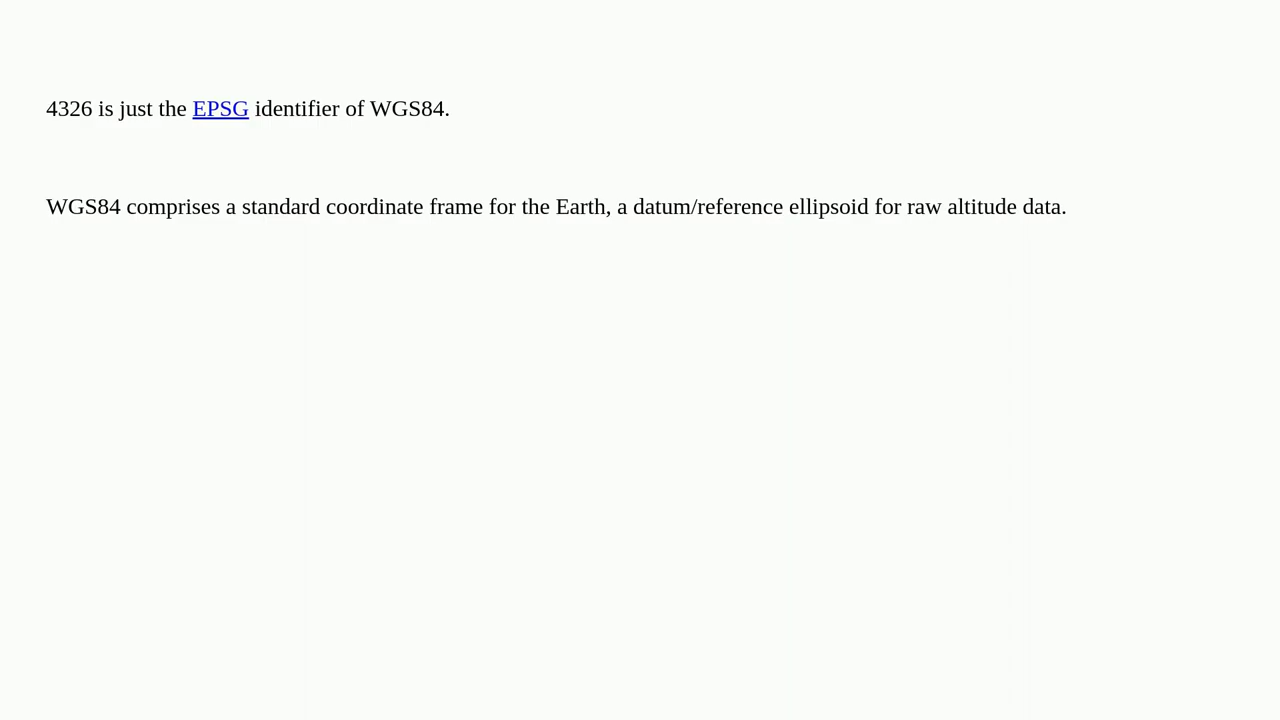 4326 is just the EPSG identifier of WGS84.
WGS84 comprises a standard coordinate frame for the Earth, a datum/reference ellipsoid for raw altitude data.